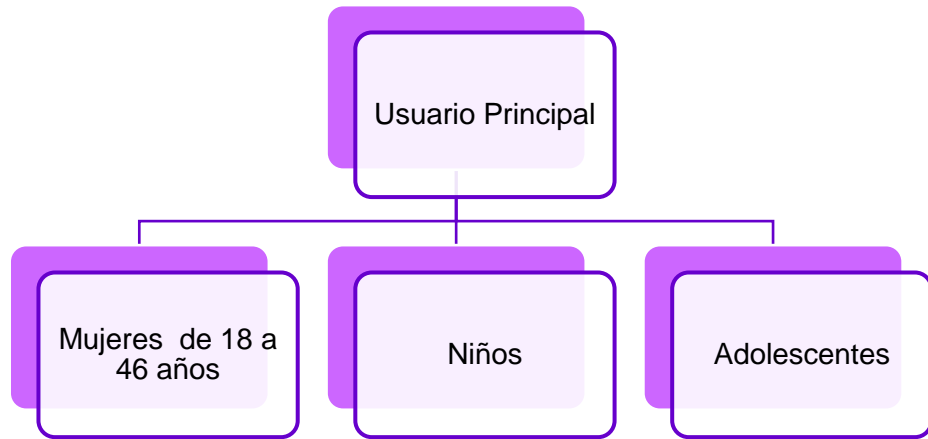 Usuario Principal
Mujeres de 18 a
46 años
Niños
Adolescentes